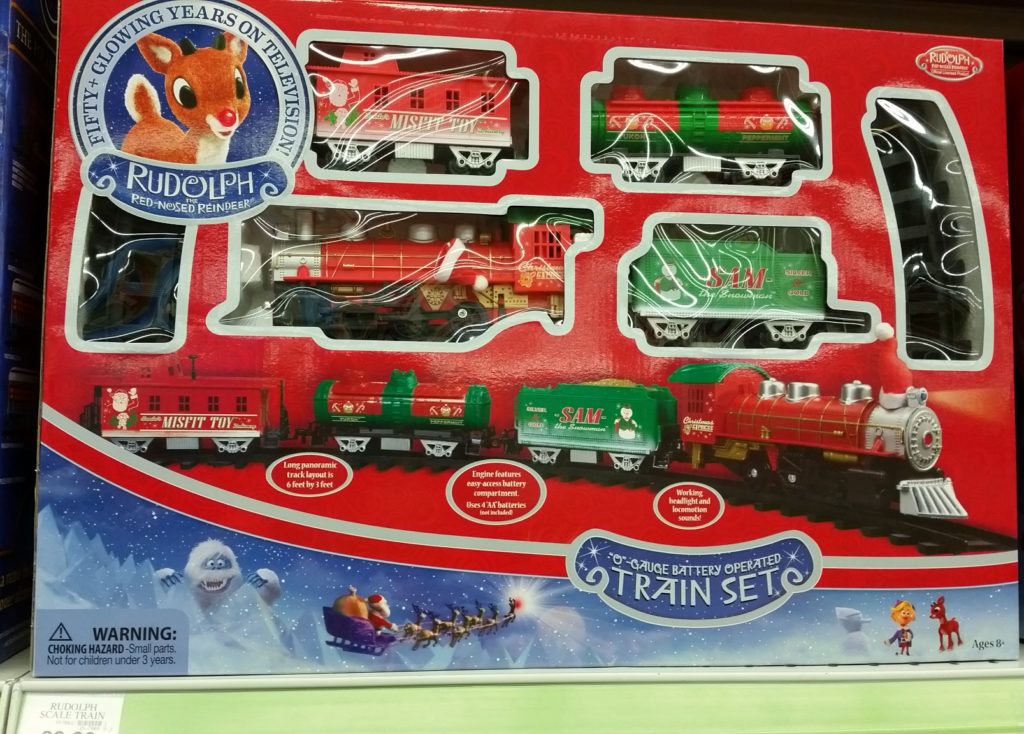 FIFTY+ GLOWING YEARS ON TELEVISION!
RUDOLPH
THE
RED-NOSED REINDEER
RUDOLPH
MISFIT TOY
PEPPERMINT
Christmas
SAM
the Snowman
SILVER
&
GOLD
MISFIT TOY
PEPPERMINT
SILVER
&
GOLD
SAM
the Snowman
Christmas
EXPRESS
Long panoramic
track layout is
6 feet by 3 feet
Engine features
easy-access battery
compartment.
Uses 4 "AA" batteries
(not included)
Working
headlight and
locomotion
sounds!
"O"-GAUGE BATTERY OPERATED
TRAIN SET
WARNING:
CHOKING HAZARD -Small parts.
Not for children under 3 years.
Ages 8+
RUDOLPH
SCALE TRAIN